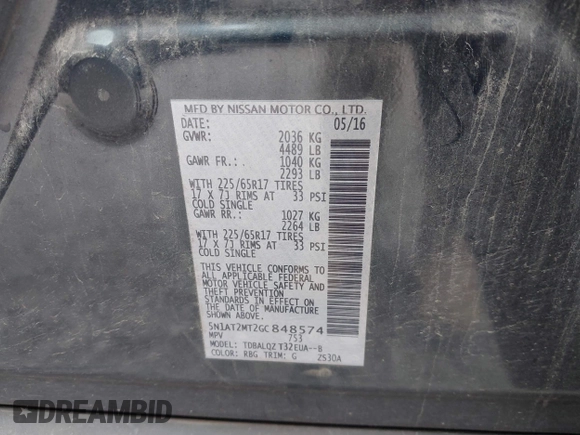 MFD BY NISSAN MOTOR CO., LTD.
DATE: 05/16
GVWR: 2036 KG
4489 LB
GAWR FR.: 1040 KG
2293 LB
WITH 225/65R17 TIRES
17 X 7J RIMS AT 33 PSI
COLD SINGLE
GAWR RR.: 1027 KG
2264 LB
WITH 225/65R17 TIRES
17 X 7J RIMS AT 33 PSI
COLD SINGLE
THIS VEHICLE CONFORMS TO
ALL APPLICABLE FEDERAL
MOTOR VEHICLE SAFETY AND
AND THEFT PREVENTION
STANDARDS IN EFFECT ON
THE DATE OF MANUFACTURE
SHOWN ABOVE.
5N1AT2MT2GC848574
MPV 753
MODEL: TDBALQZ T32EUA--B
COLOR: RBG TRIM: G ZS30A
DREAMBID